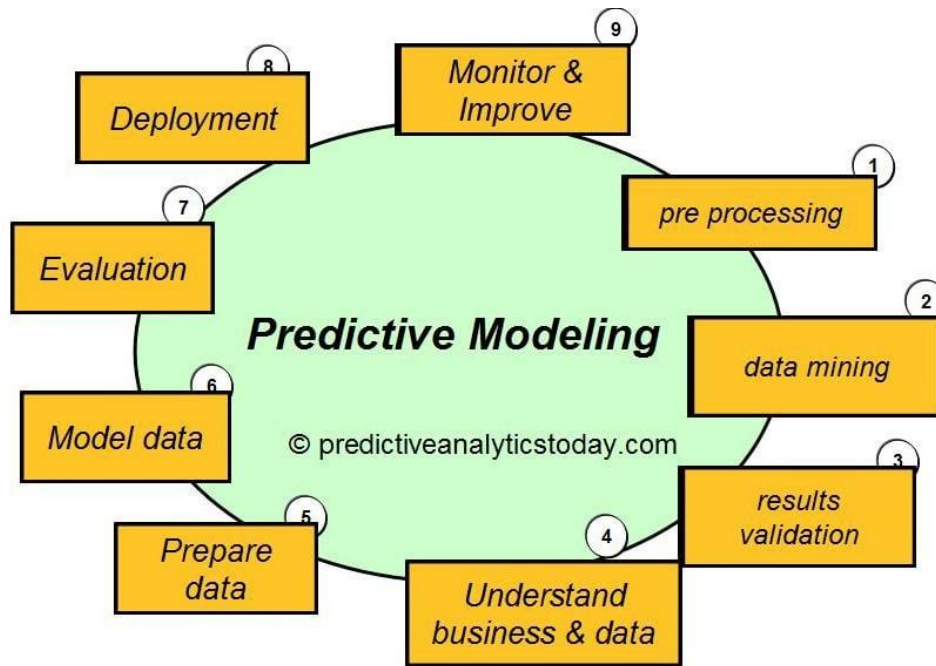 9
Monitor &
Improve
8
Deployment
1
pre processing
7
Evaluation
2
data mining
Predictive Modeling
6
Model data
© predictiveanalyticstoday.com
3
results
validation
5
Prepare
data
4
Understand
business & data